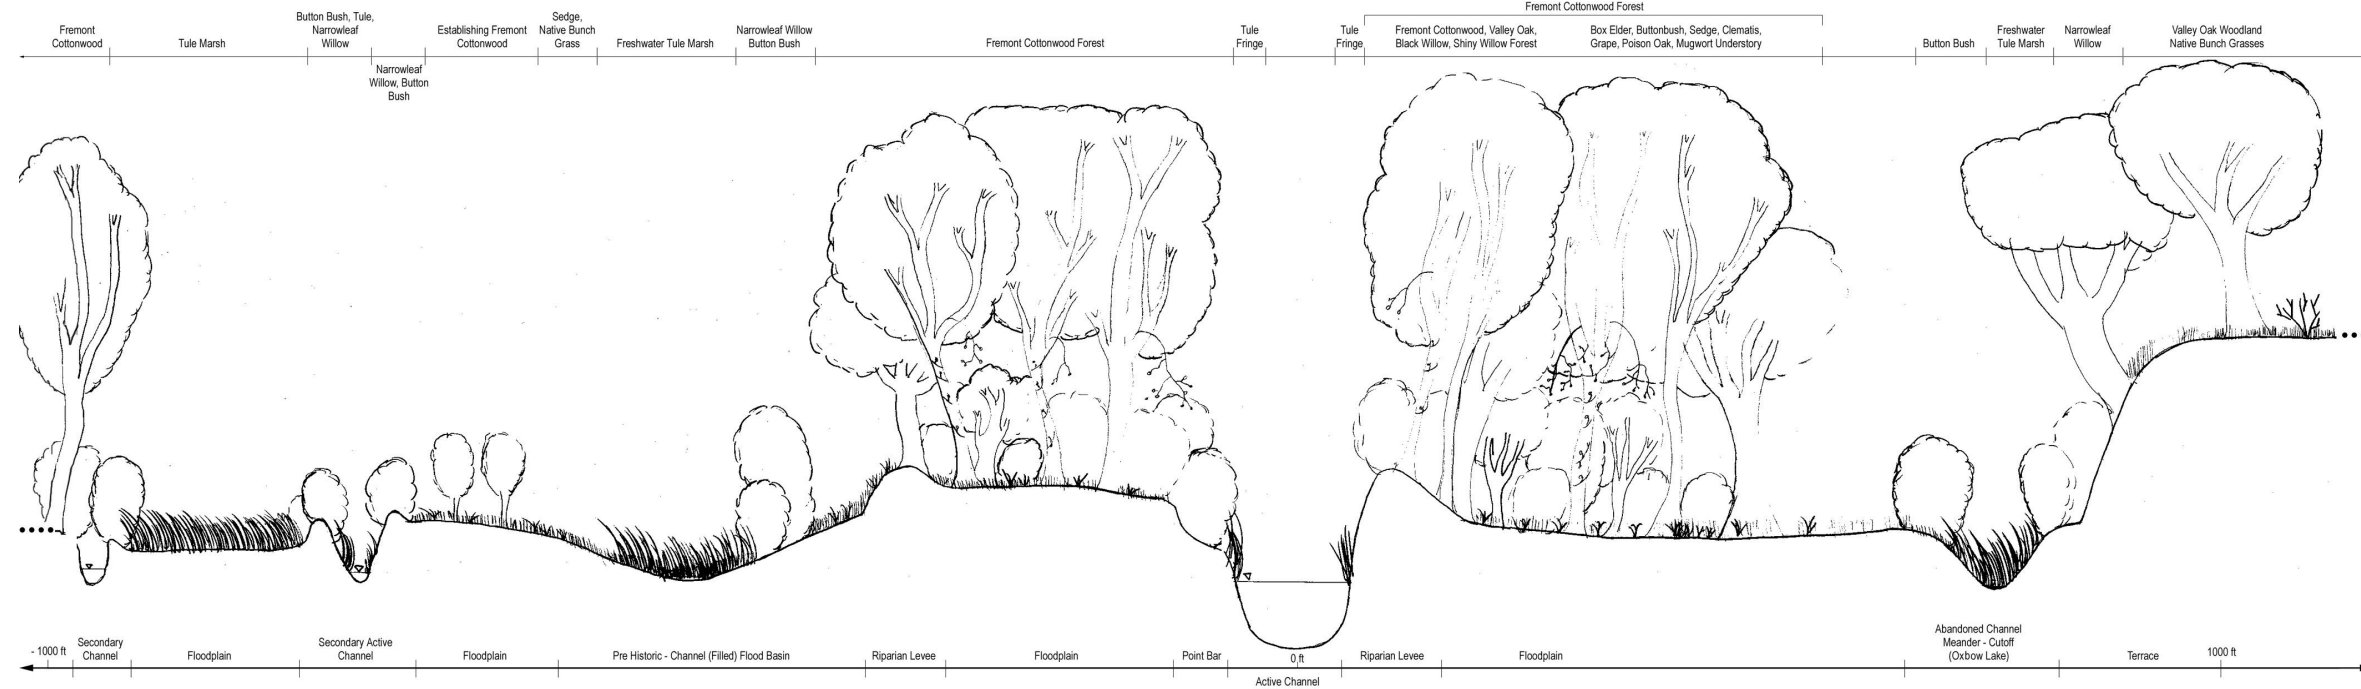 Fremont Cottonwood Forest
Fremont
Cottonwood
Tule Marsh
Button Bush, Tule,
Narrowleaf
Willow
Narrowleaf
Willow, Button
Bush
Establishing Fremont
Cottonwood
Sedge,
Native Bunch
Grass
Freshwater Tule Marsh
Narrowleaf Willow
Button Bush
Fremont Cottonwood Forest
Tule
Fringe
Tule
Fringe
Fremont Cottonwood, Valley Oak,
Black Willow, Shiny Willow Forest
Box Elder, Buttonbush, Sedge, Clematis,
Grape, Poison Oak, Mugwort Understory
Button Bush
Freshwater
Tule Marsh
Narrowleaf
Willow
Valley Oak Woodland
Native Bunch Grasses
- 1000 ft
Secondary
Channel
Floodplain
Secondary Active
Channel
Floodplain
Pre Historic - Channel (Filled) Flood Basin
Riparian Levee
Floodplain
Point Bar
0 ft
Active Channel
Riparian Levee
Floodplain
Abandoned Channel
Meander - Cutoff
(Oxbow Lake)
Terrace
1000 ft